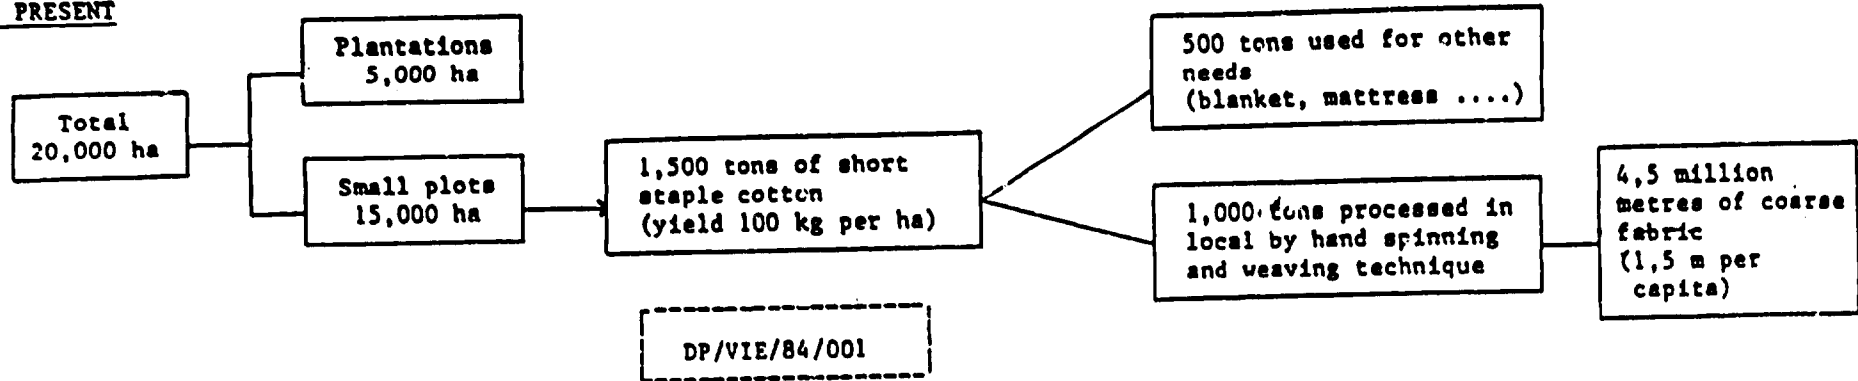 PRESENT
Total
20,000 ha
Plantations
5,000 ha
Small plots
15,000 ha
1,500 tons of short
staple cotton
(yield 100 kg per ha)
500 tons used for other
needs
(blanket, mattress ....)
1,000 tons processed in
local by hand spinning
and weaving technique
4,5 million
metres of coarse
fabric
(1,5 m per
capita)
DP/VIE/84/001